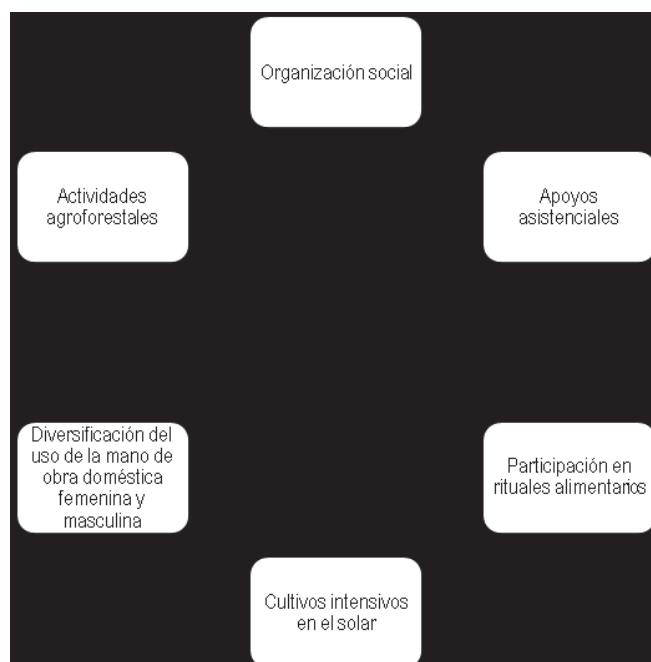 Organización social
Actividades
agroforestales
Apoyos
asistenciales
Diversificación del
uso de la mano de
obra doméstica
femenina y
masculina
Participación en
rituales alimentarios
Cultivos intensivos
en el solar